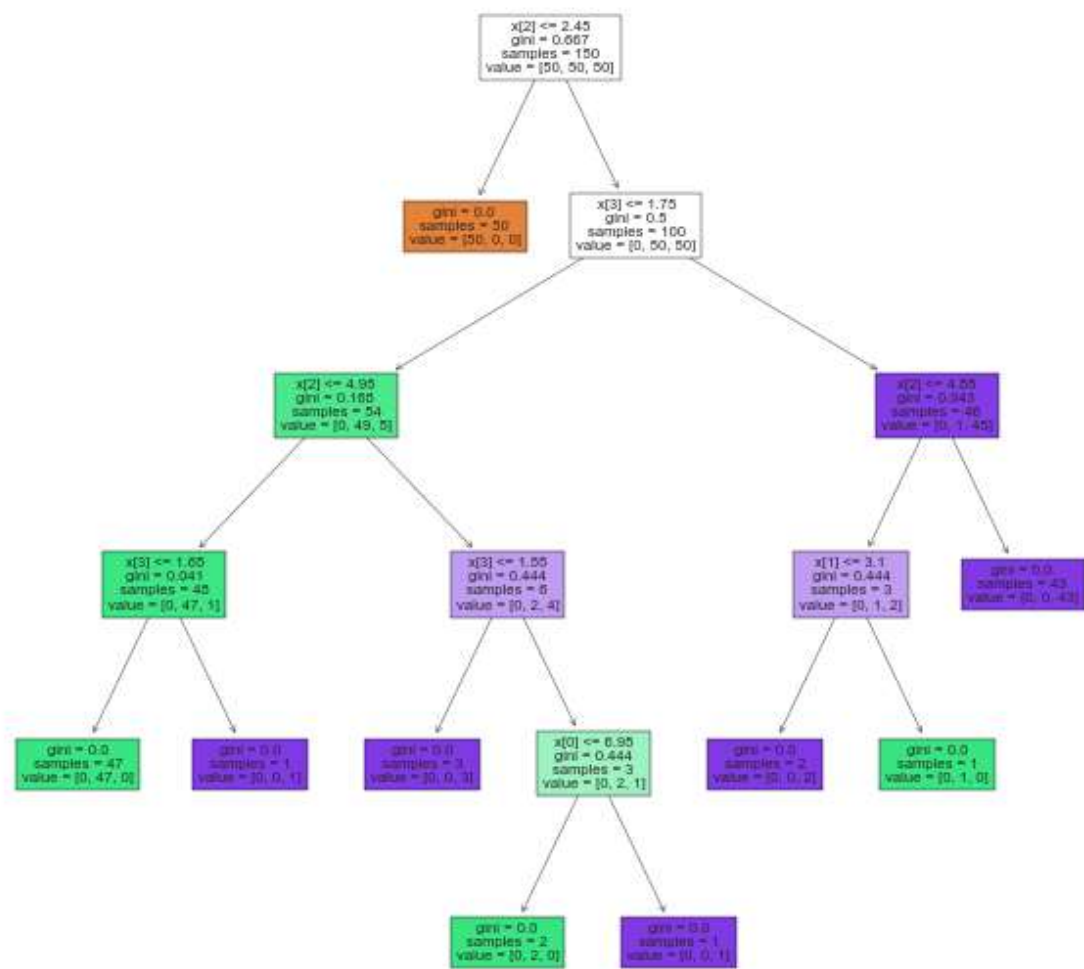 x[2] <= 2.45
gini = 0.667
samples = 150
value = [50, 50, 50]
gini = 0.0
samples = 50
value = [50, 0, 0]
x[3] <= 1.75
gini = 0.5
samples = 100
value = [0, 50, 50]
x[2] <= 4.95
gini = 0.168
samples = 54
value = [0, 49, 5]
x[2] <= 4.85
gini = 0.043
samples = 46
value = [0, 1, 45]
x[3] <= 1.65
gini = 0.041
samples = 48
value = [0, 47, 1]
x[3] <= 1.55
gini = 0.444
samples = 6
value = [0, 2, 4]
x[1] <= 3.1
gini = 0.444
samples = 3
value = [0, 1, 2]
gini = 0.0
samples = 43
value = [0, 0, 43]
gini = 0.0
samples = 47
value = [0, 47, 0]
gini = 0.0
samples = 1
value = [0, 0, 1]
gini = 0.0
samples = 3
value = [0, 0, 3]
x[0] <= 6.95
gini = 0.444
samples = 3
value = [0, 2, 1]
gini = 0.0
samples = 2
value = [0, 0, 2]
gini = 0.0
samples = 1
value = [0, 1, 0]
gini = 0.0
samples = 2
value = [0, 2, 0]
gini = 0.0
samples = 1
value = [0, 0, 1]